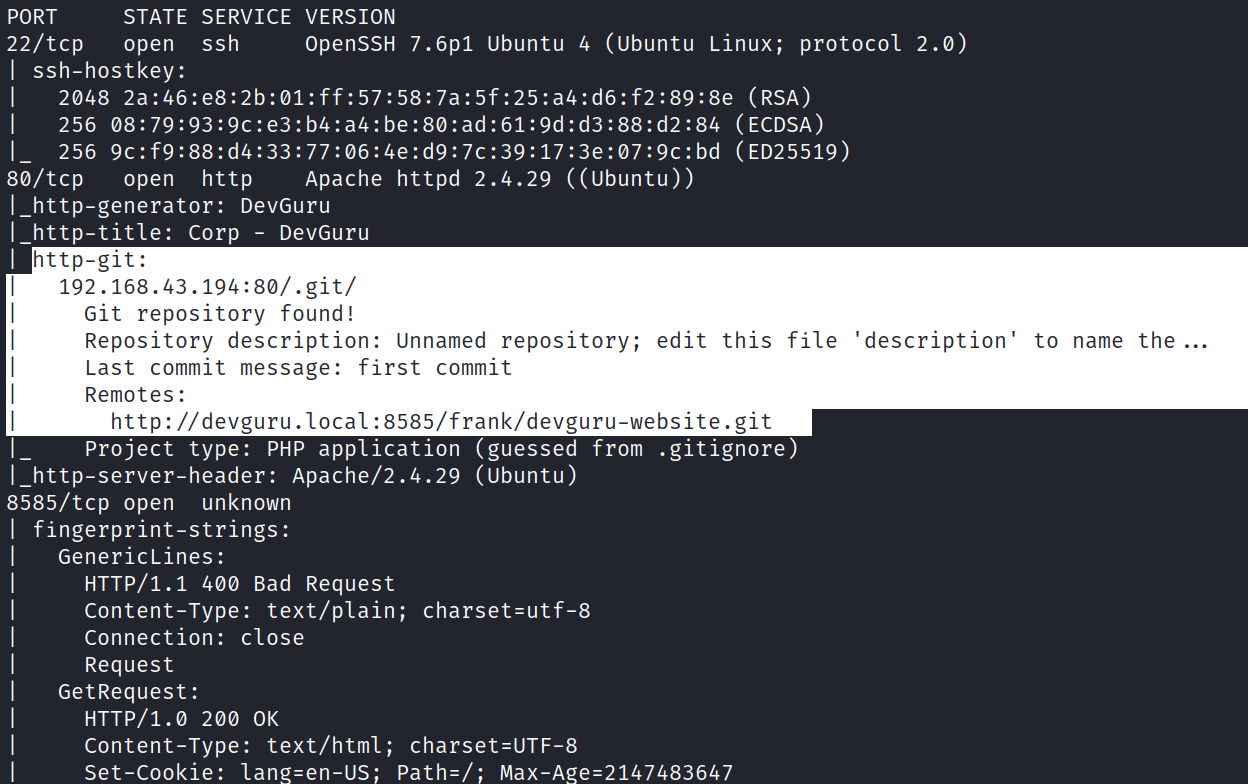 PORT     STATE SERVICE VERSION
22/tcp   open  ssh     OpenSSH 7.6p1 Ubuntu 4 (Ubuntu Linux; protocol 2.0)
| ssh-hostkey:
|   2048 2a:46:e8:2b:01:ff:57:58:7a:5f:25:a4:d6:f2:89:8e (RSA)
|   256 08:79:93:9c:e3:b4:a4:be:80:ad:61:9d:d3:88:d2:84 (ECDSA)
|_  256 9c:f9:88:d4:33:77:06:4e:d9:7c:39:17:3e:07:9c:bd (ED25519)
80/tcp   open  http    Apache httpd 2.4.29 ((Ubuntu))
|_http-generator: DevGuru
|_http-title: Corp - DevGuru
| http-git:
|   192.168.43.194:80/.git/
|     Git repository found!
|     Repository description: Unnamed repository; edit this file 'description' to name the...
|     Last commit message: first commit
|     Remotes:
|       http://devguru.local:8585/frank/devguru-website.git
|_    Project type: PHP application (guessed from .gitignore)
|_http-server-header: Apache/2.4.29 (Ubuntu)
8585/tcp open  unknown
| fingerprint-strings:
|   GenericLines:
|     HTTP/1.1 400 Bad Request
|     Content-Type: text/plain; charset=utf-8
|     Connection: close
|     Request
|   GetRequest:
|     HTTP/1.0 200 OK
|     Content-Type: text/html; charset=UTF-8
|     Set-Cookie: lang=en-US; Path=/; Max-Age=2147483647